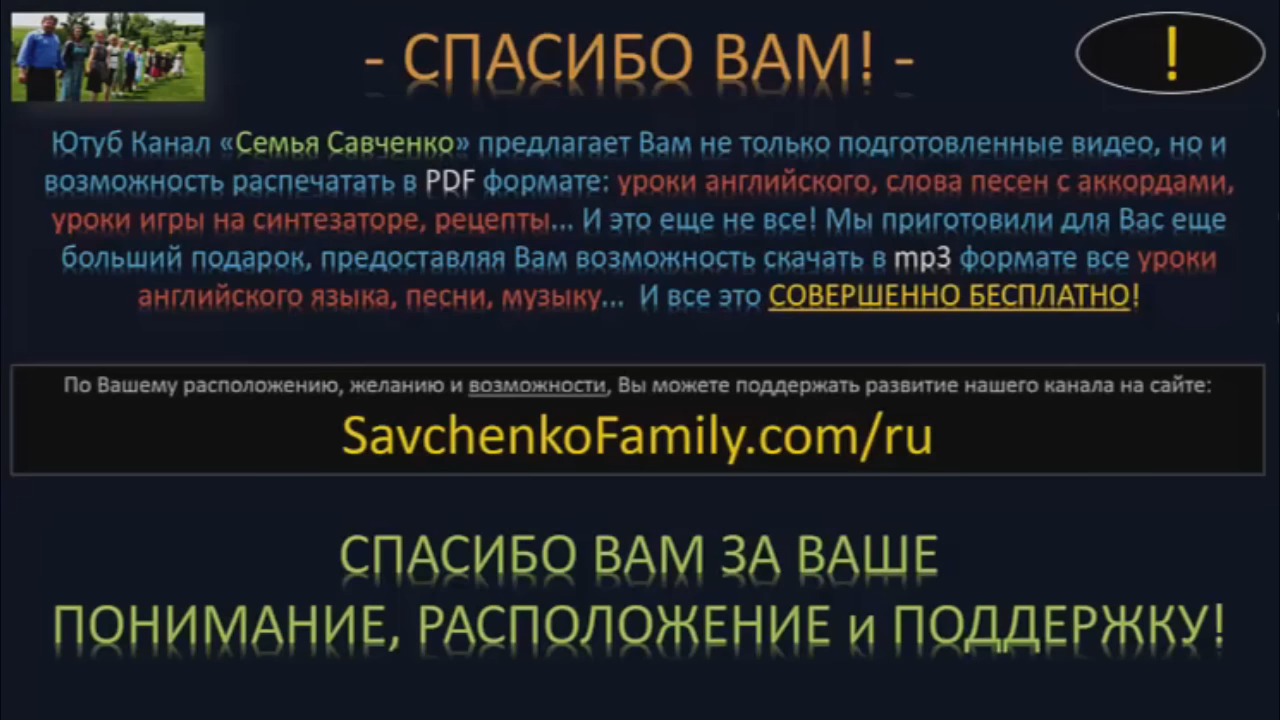 - СПАСИБО ВАМ! -
!
Ютуб Канал «Семья Савченко» предлагает Вам не только подготовленные видео, но и
возможность распечатать в PDF формате: уроки английского, слова песен с аккордами,
уроки игры на синтезаторе, рецепты... И это еще не все! Мы приготовили для Вас еще
больший подарок, предоставляя Вам возможность скачать в mp3 формате все уроки
английского языка, песни, музыку... И все это СОВЕРШЕННО БЕСПЛАТНО!
По Вашему расположению, желанию и возможности, Вы можете поддержать развитие нашего канала на сайте:
SavchenkoFamily.com/ru
СПАСИБО ВАМ ЗА ВАШЕ
ПОНИМАНИЕ, РАСПОЛОЖЕНИЕ и ПОДДЕРЖКУ!